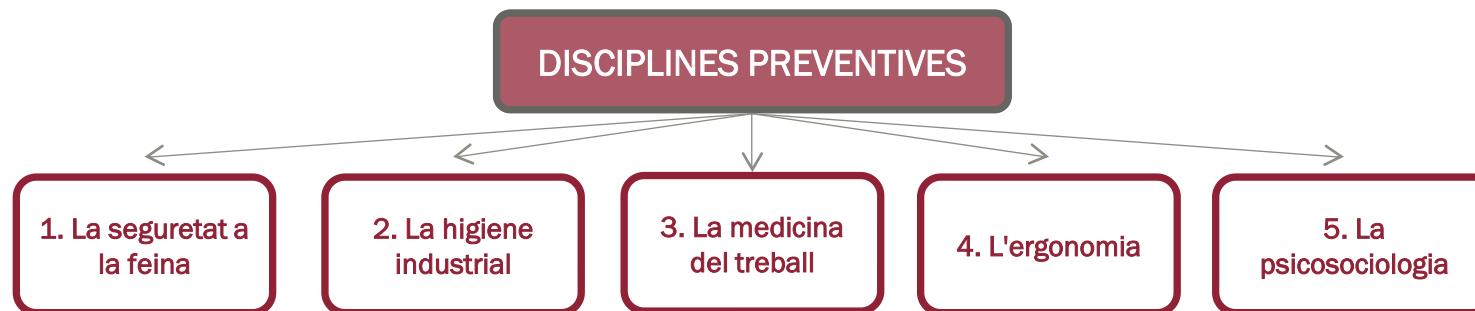 DISCIPLINES PREVENTIVES
1. La seguretat a
la feina
2. La higiene
industrial
3. La medicina
del treball
4. L'ergonomia
5. La
psicosociologia